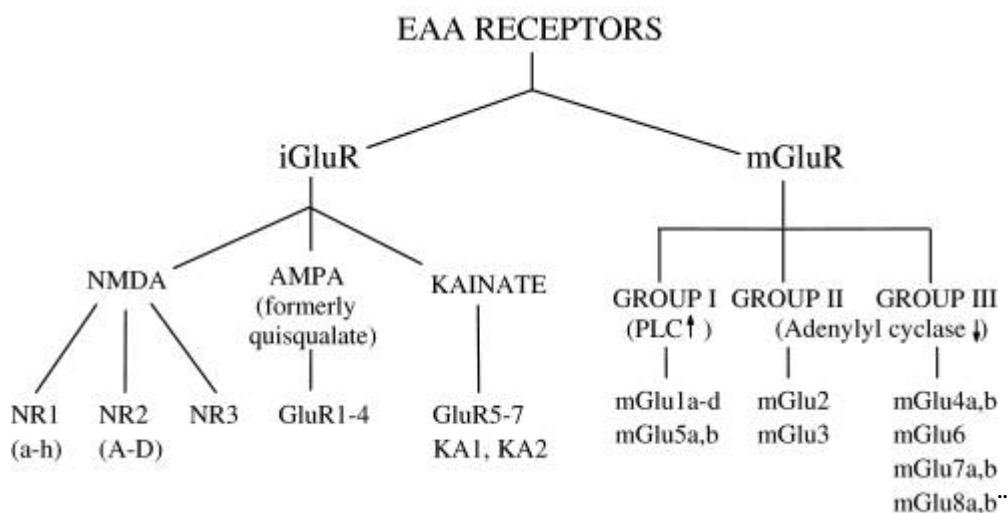 EAA RECEPTORS
iGluR
mGluR
NMDA
AMPA
(formerly
quisqualate)
KAINATE
GROUP I
(PLC↑)
GROUP II
GROUP III
(Adenylyl cyclase↓)
NR1
(a-h)
NR2
(A-D)
NR3
GluR1-4
GluR5-7
KA1, KA2
mGlu1a-d
mGlu5a,b
mGlu2
mGlu3
mGlu4a,b
mGlu6
mGlu7a,b
mGlu8a,b¨